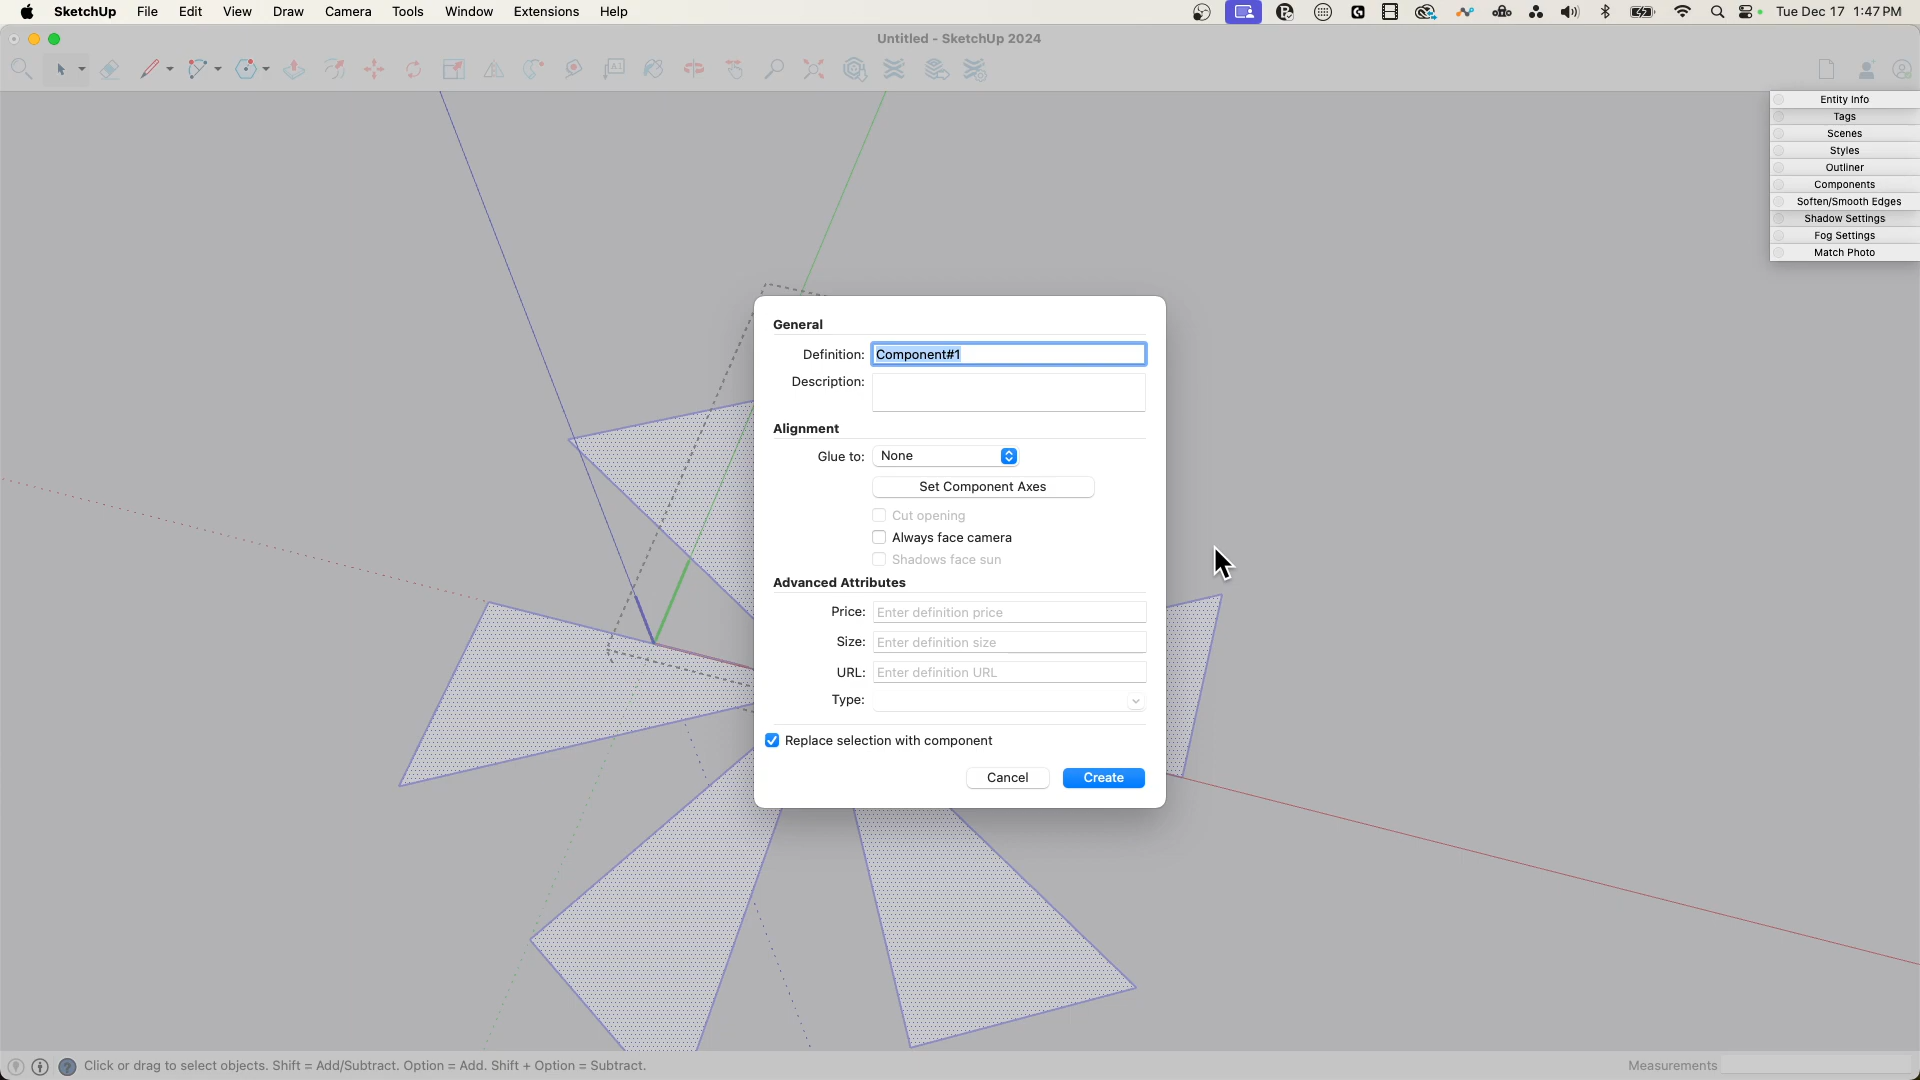 SketchUp File Edit View Draw Camera Tools Window Extensions Help Tue Dec 17 1:47 PM
Untitled - SketchUp 2024
Entity Info
Tags
Scenes
Styles
Outliner
Components
Soften/Smooth Edges
Shadow Settings
Fog Settings
Match Photo
General
Definition: Component#1
Description:
Alignment
Glue to: None
Set Component Axes
Cut opening
Always face camera
Shadows face sun
Advanced Attributes
Price: Enter definition price
Size: Enter definition size
URL: Enter definition URL
Type:
Replace selection with component
Cancel Create
Click or drag to select objects. Shift = Add/Subtract. Option = Add. Shift + Option = Subtract. Measurements